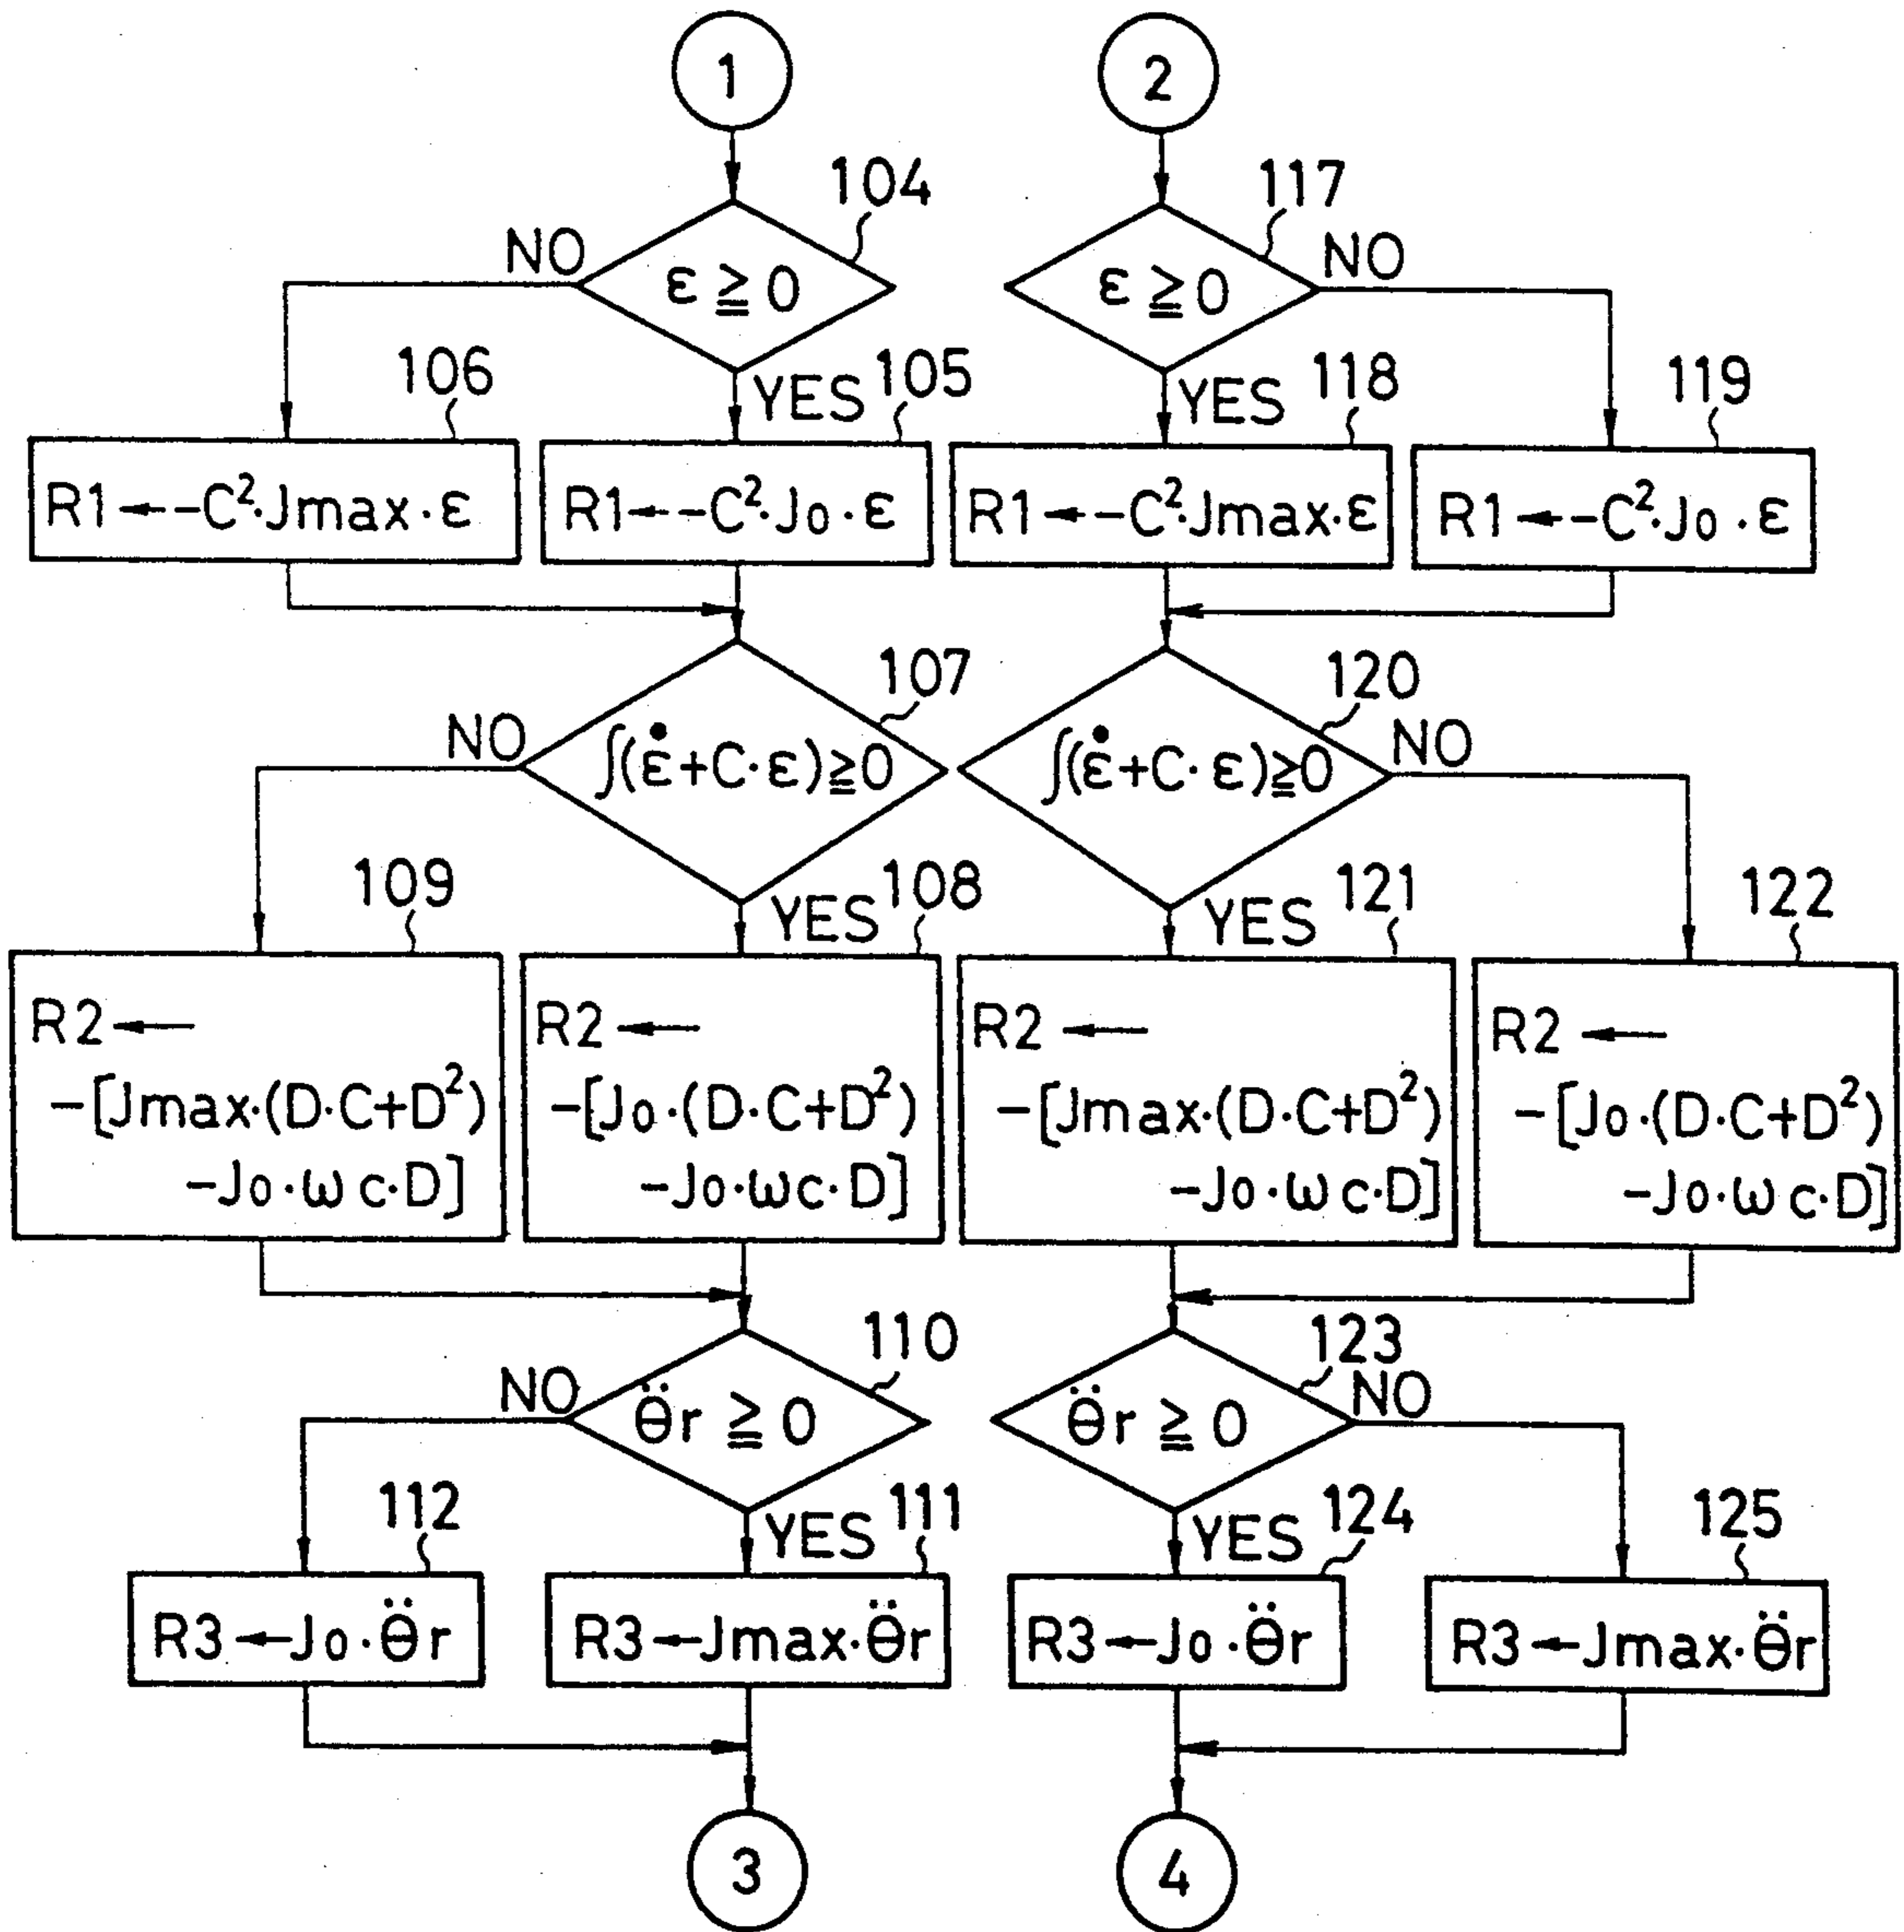 1
2
104
117
NO
ε ≧ 0
ε ≧ 0
NO
106
YES
105
YES
118
119
R1←-C²·Jmax·ε
R1←-C²·Jo·ε
R1←-C²·Jmax·ε
R1←-C²·Jo·ε
107
120
NO
∫(ε̇+C·ε)≧0
∫(ε̇+C·ε)≧0
NO
109
YES
108
YES
121
122
R2←
-[Jmax·(D·C+D²)
-Jo·ωc·D]
R2←
-[Jo·(D·C+D²)
-Jo·ωc·D]
R2←
-[Jmax·(D·C+D²)
-Jo·ωc·D]
R2←
-[Jo·(D·C+D²)
-Jo·ωc·D]
110
123
NO
Θ̈r ≧ 0
Θ̈r ≧ 0
NO
112
YES
111
YES
124
125
R3←Jo·Θ̈r
R3←Jmax·Θ̈r
R3←Jo·Θ̈r
R3←Jmax·Θ̈r
3
4